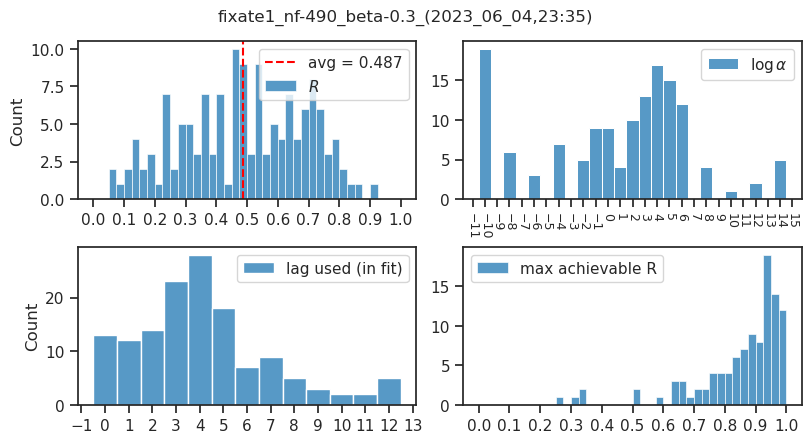 fixate1_nf-490_beta-0.3_(2023_06_04,23:35)
10.0
7.5
5.0
2.5
0.0
Count
avg = 0.487
R
0.0 0.1 0.2 0.3 0.4 0.5 0.6 0.7 0.8 0.9 1.0
15
10
5
0
log α
−11 −10 −9 −8 −7 −6 −5 −4 −3 −2 −1 0 1 2 3 4 5 6 7 8 9 10 11 12 13 14 15
20
10
0
Count
lag used (in fit)
−1 0 1 2 3 4 5 6 7 8 9 10 11 12 13
15
10
5
0
max achievable R
0.0 0.1 0.2 0.3 0.4 0.5 0.6 0.7 0.8 0.9 1.0